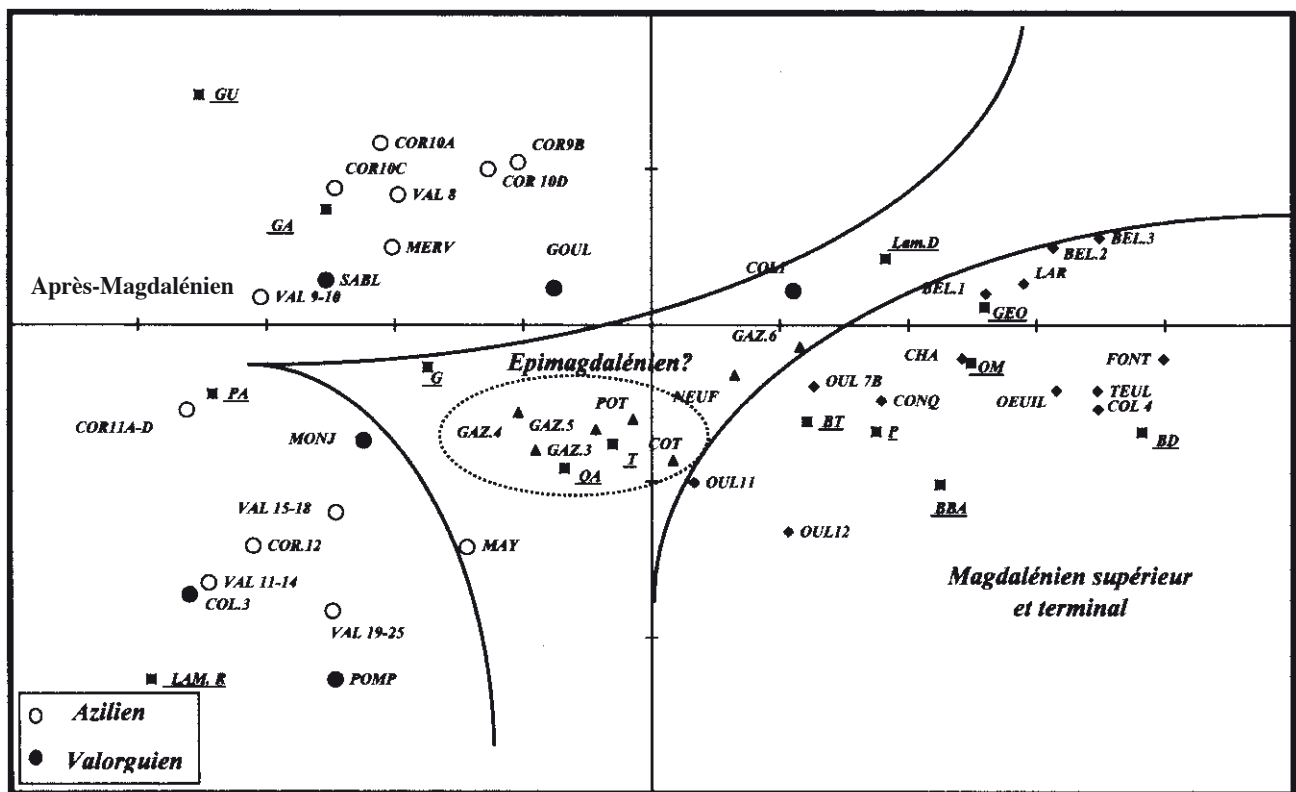 GU
COR10A
COR9B
COR10C
COR 10D
VAL 8
GA
MERV
GOUL
Lam.D
BEL.3
BEL.2
COL1
LAR
Après-Magdalénien
SABL
VAL 9-10
BEL.1
GEO
GAZ.6
Epimagdalénien?
G
CHA
OM
FONT
PA
NEUF
OUL 7B
CONQ
OEUIL
TEUL
COL 4
COR11A-D
POT
GAZ.4
GAZ.5
MONJ
BT
P
BD
GAZ.3
T
COT
QA
OUL11
BBA
VAL 15-18
OUL12
COR.12
MAY
VAL 11-14
COL.3
Magdalénien supérieur
et terminal
VAL 19-25
LAM. R
POMP
Azilien
Valorguien